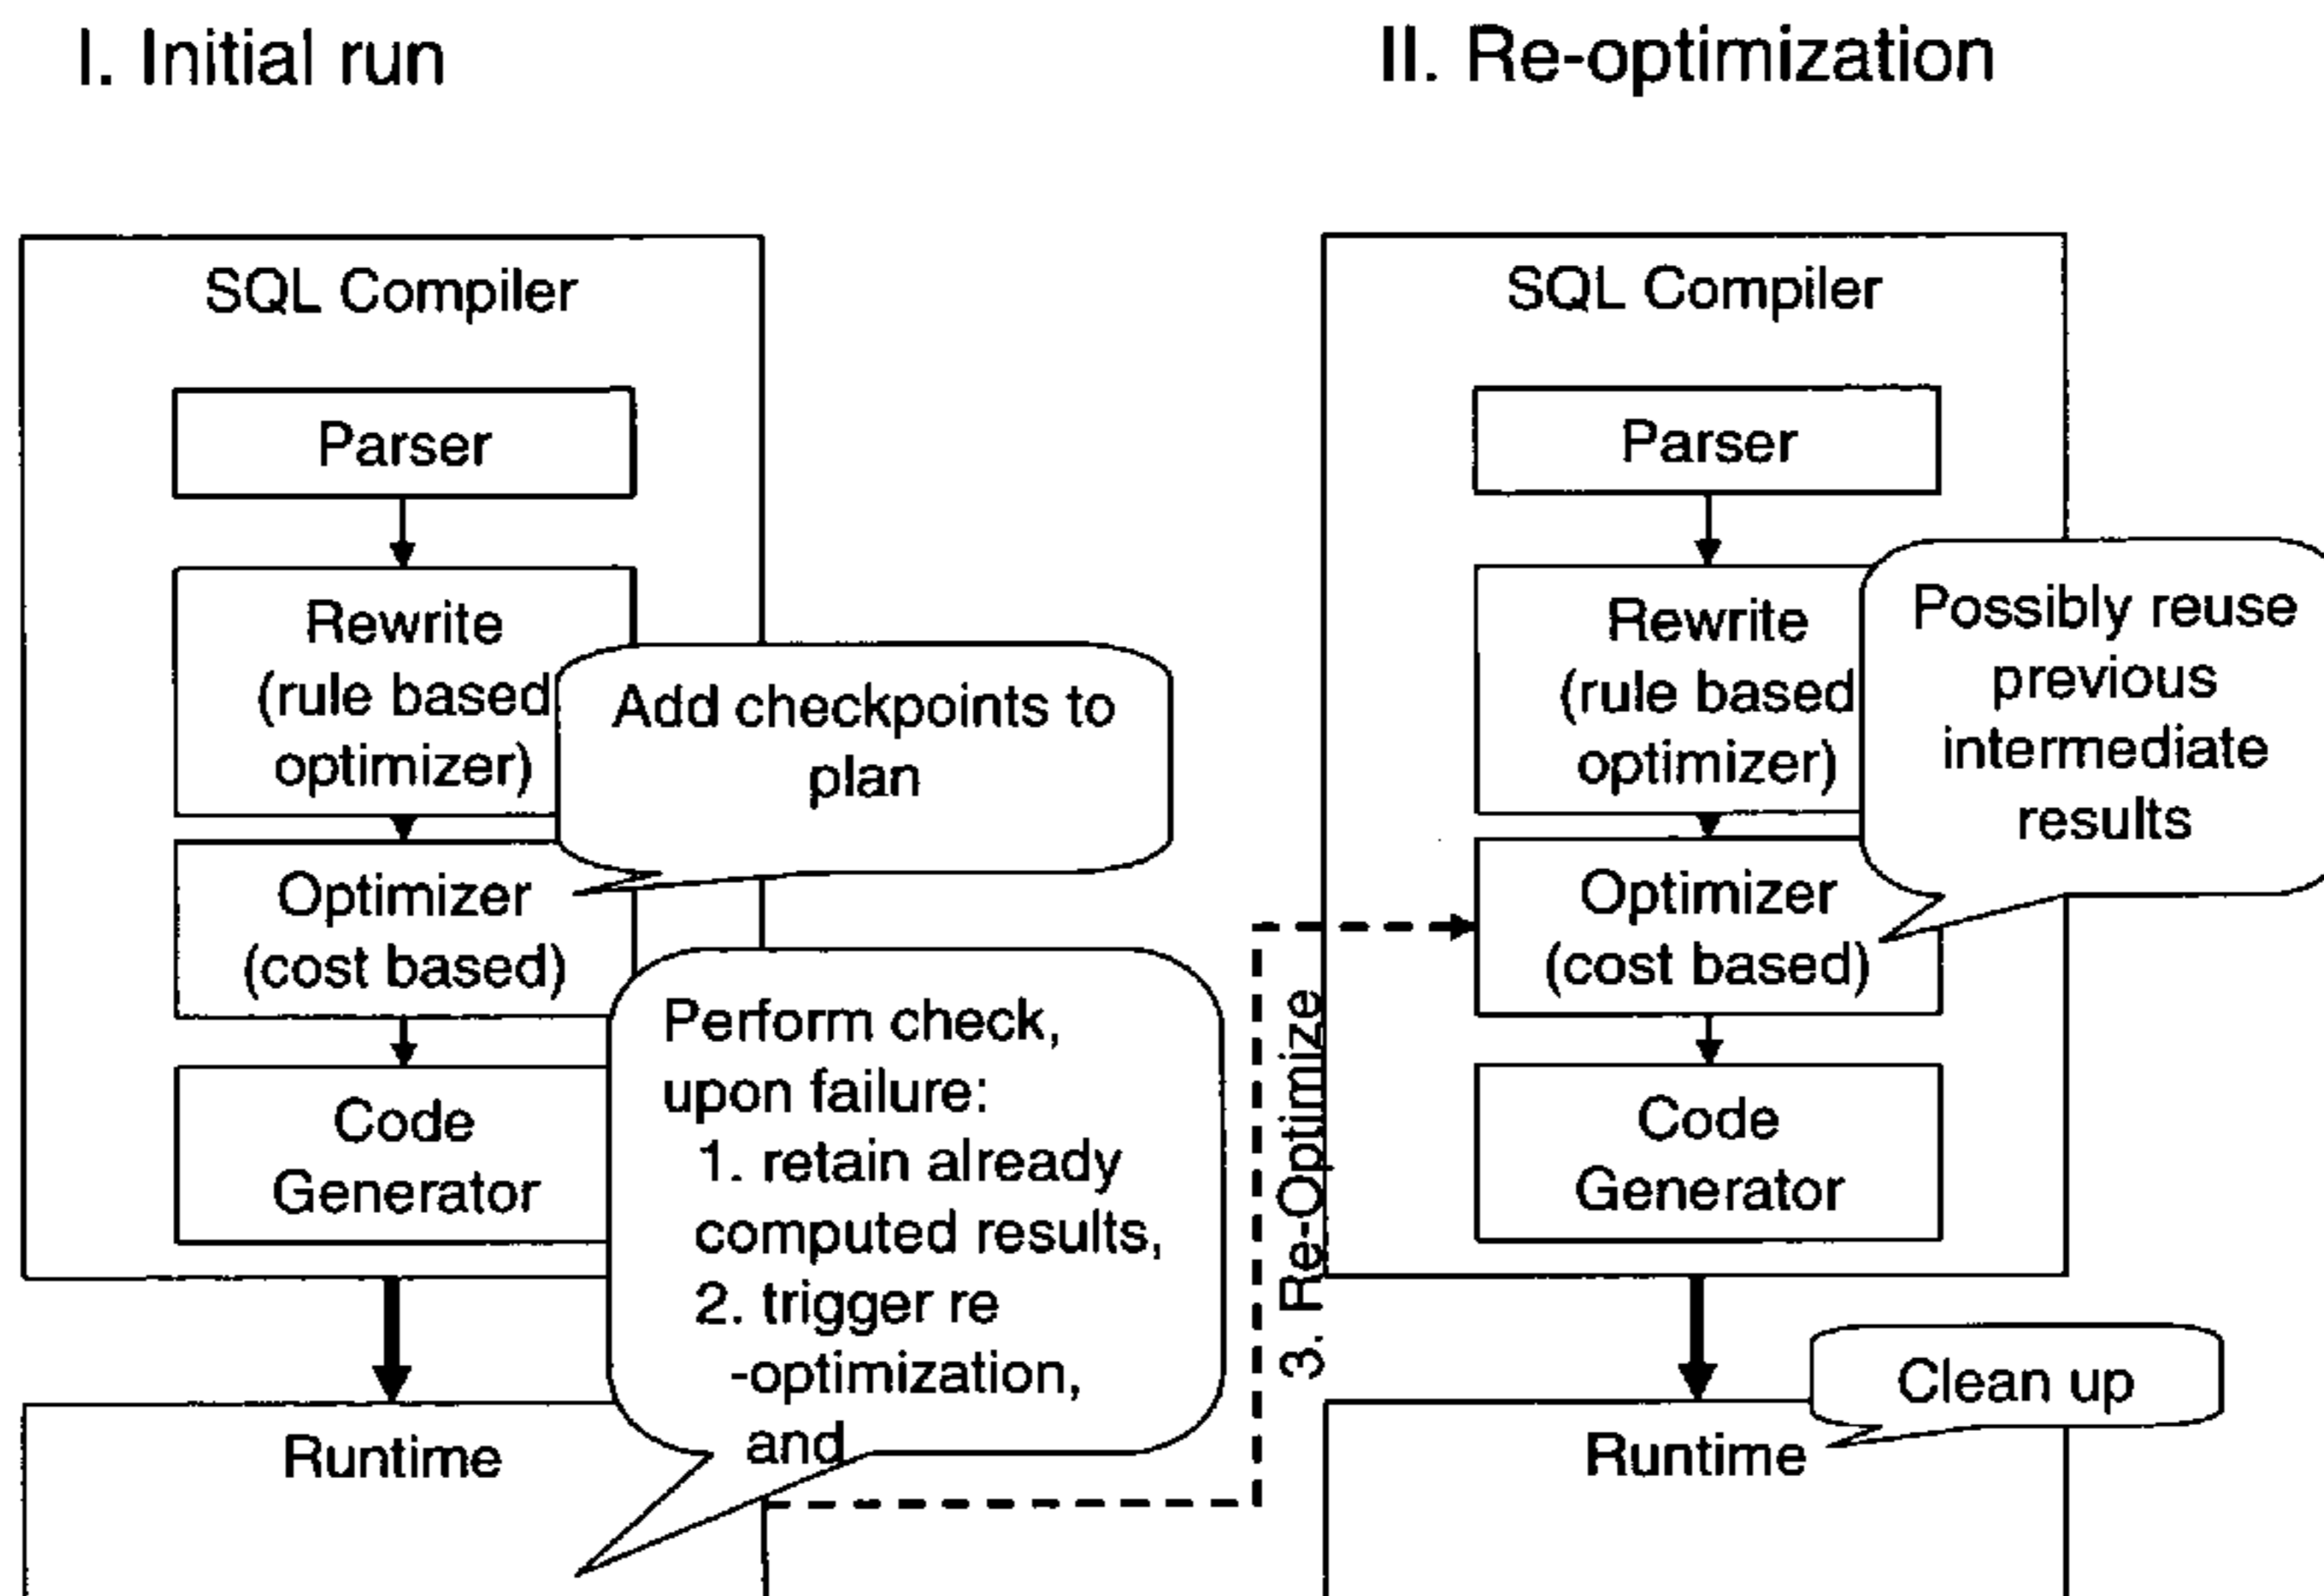 I. Initial run
SQL Compiler
Parser
Rewrite
(rule based
optimizer)
Add checkpoints to
plan
Optimizer
(cost based)
Perform check,
upon failure:
1. retain already
computed results,
2. trigger re
-optimization,
and
Code
Generator
Runtime
3. Re-Optimize
II. Re-optimization
SQL Compiler
Parser
Rewrite
(rule based
optimizer)
Possibly reuse
previous
intermediate
results
Optimizer
(cost based)
Code
Generator
Clean up
Runtime